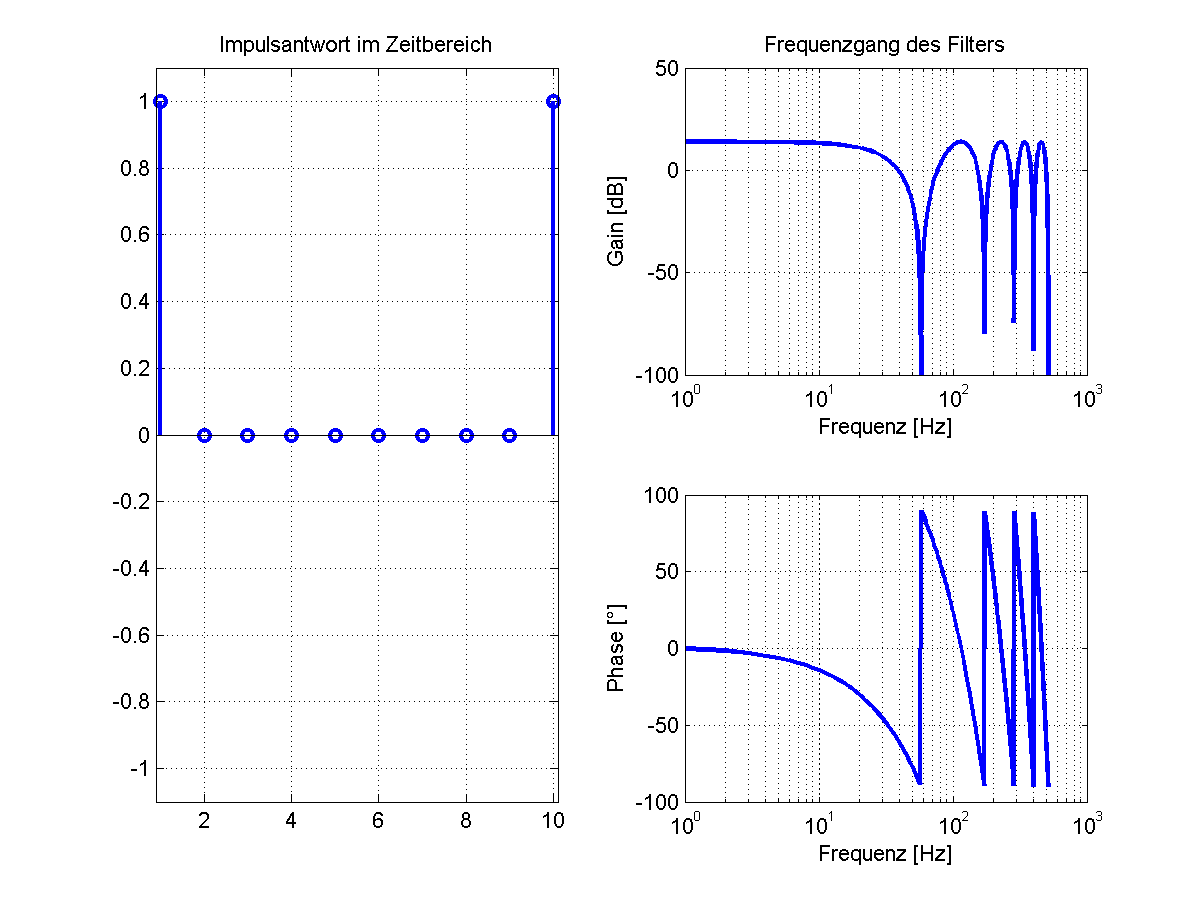 Impulsantwort im Zeitbereich
1
0.8
0.6
0.4
0.2
0
-0.2
-0.4
-0.6
-0.8
-1
2 4 6 8 10
Frequenzgang des Filters
Gain [dB]
50
0
-50
-100
10^0 10^1 10^2 10^3
Frequenz [Hz]
Phase [°]
100
50
0
-50
-100
10^0 10^1 10^2 10^3
Frequenz [Hz]